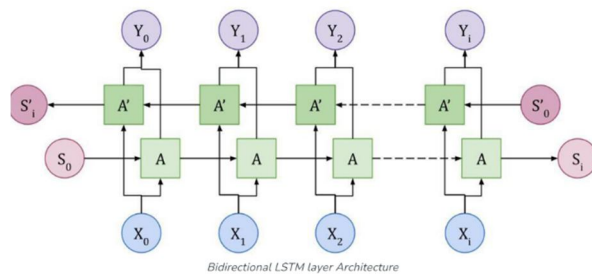 Y₀ Y₁ Y₂ Yᵢ
S'ᵢ A' A' A' A' S'₀
S₀ A A A A Sᵢ
X₀ X₁ X₂ Xᵢ
Bidirectional LSTM layer Architecture